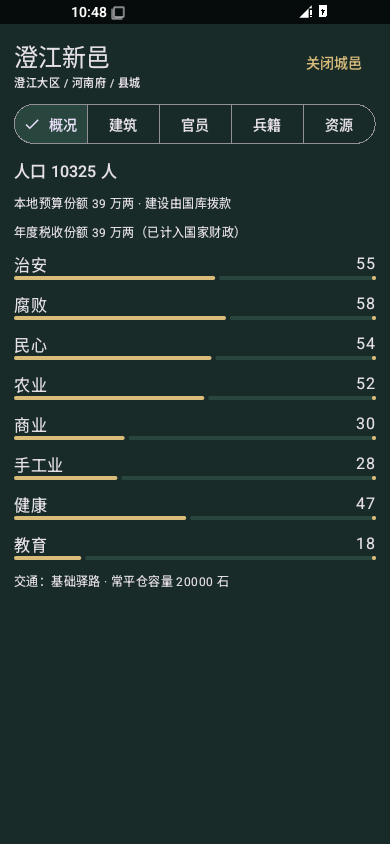 10:48
澄江新邑
关闭城邑
澄江大区 / 河南府 / 县城
概况 建筑 官员 兵籍 资源
人口 10325 人
本地预算份额 39 万两 · 建设由国库拨款
年度税收份额 39 万两（已计入国家财政）
治安 55
腐败 58
民心 54
农业 52
商业 30
手工业 28
健康 47
教育 18
交通：基础驿路 · 常平仓容量 20000 石